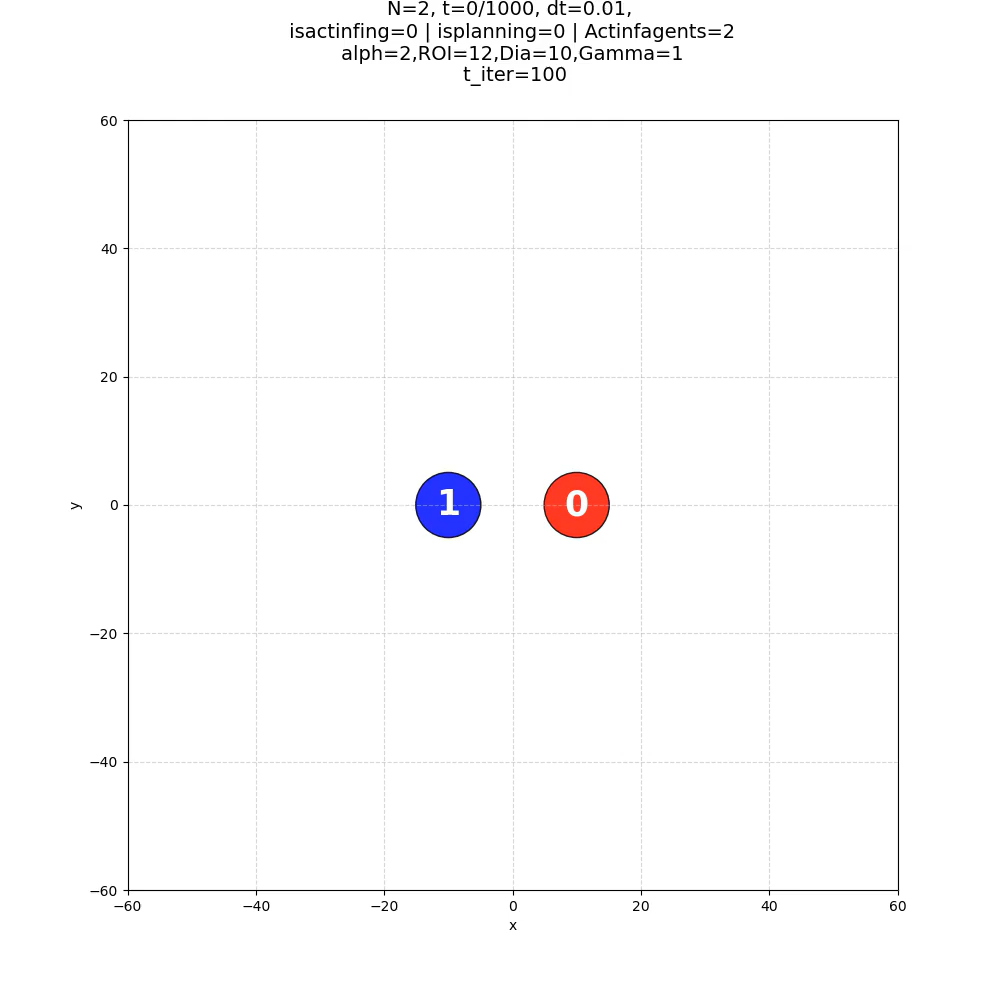 N=2, t=0/1000, dt=0.01,
isactinfing=0 | isplanning=0 | Actinfagents=2
alph=2,ROI=12,Dia=10,Gamma=1
t_iter=100
60
40
20
0
−20
−40
−60
y
1
0
−60
−40
−20
0
20
40
60
x